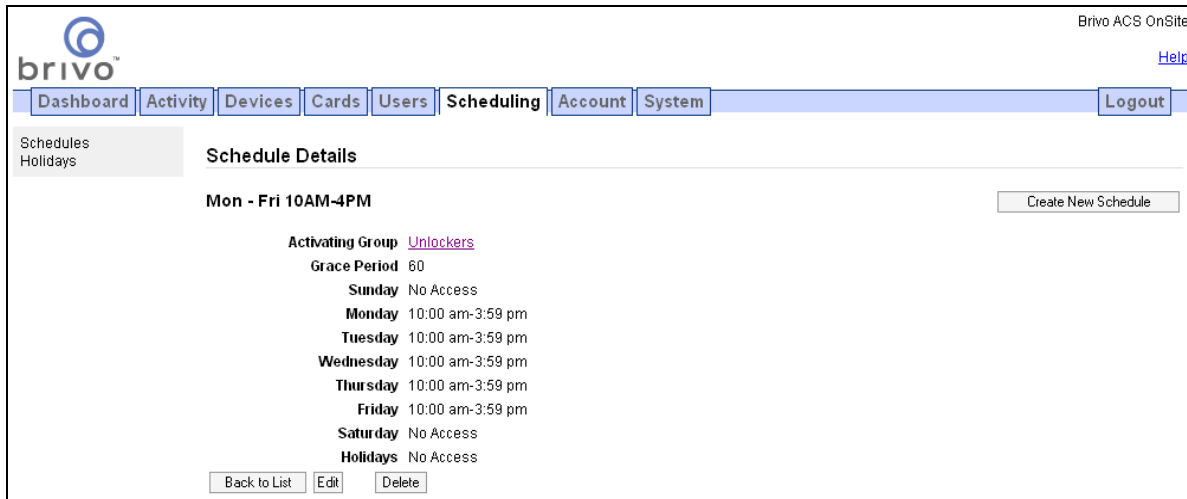 Brivo ACS OnSite
brivo™
Help
Dashboard Activity Devices Cards Users Scheduling Account System Logout
Schedules
Holidays
Schedule Details
Mon - Fri 10AM-4PM
Create New Schedule
Activating Group Unlockers
Grace Period 60
Sunday No Access
Monday 10:00 am-3:59 pm
Tuesday 10:00 am-3:59 pm
Wednesday 10:00 am-3:59 pm
Thursday 10:00 am-3:59 pm
Friday 10:00 am-3:59 pm
Saturday No Access
Holidays No Access
Back to List Edit Delete